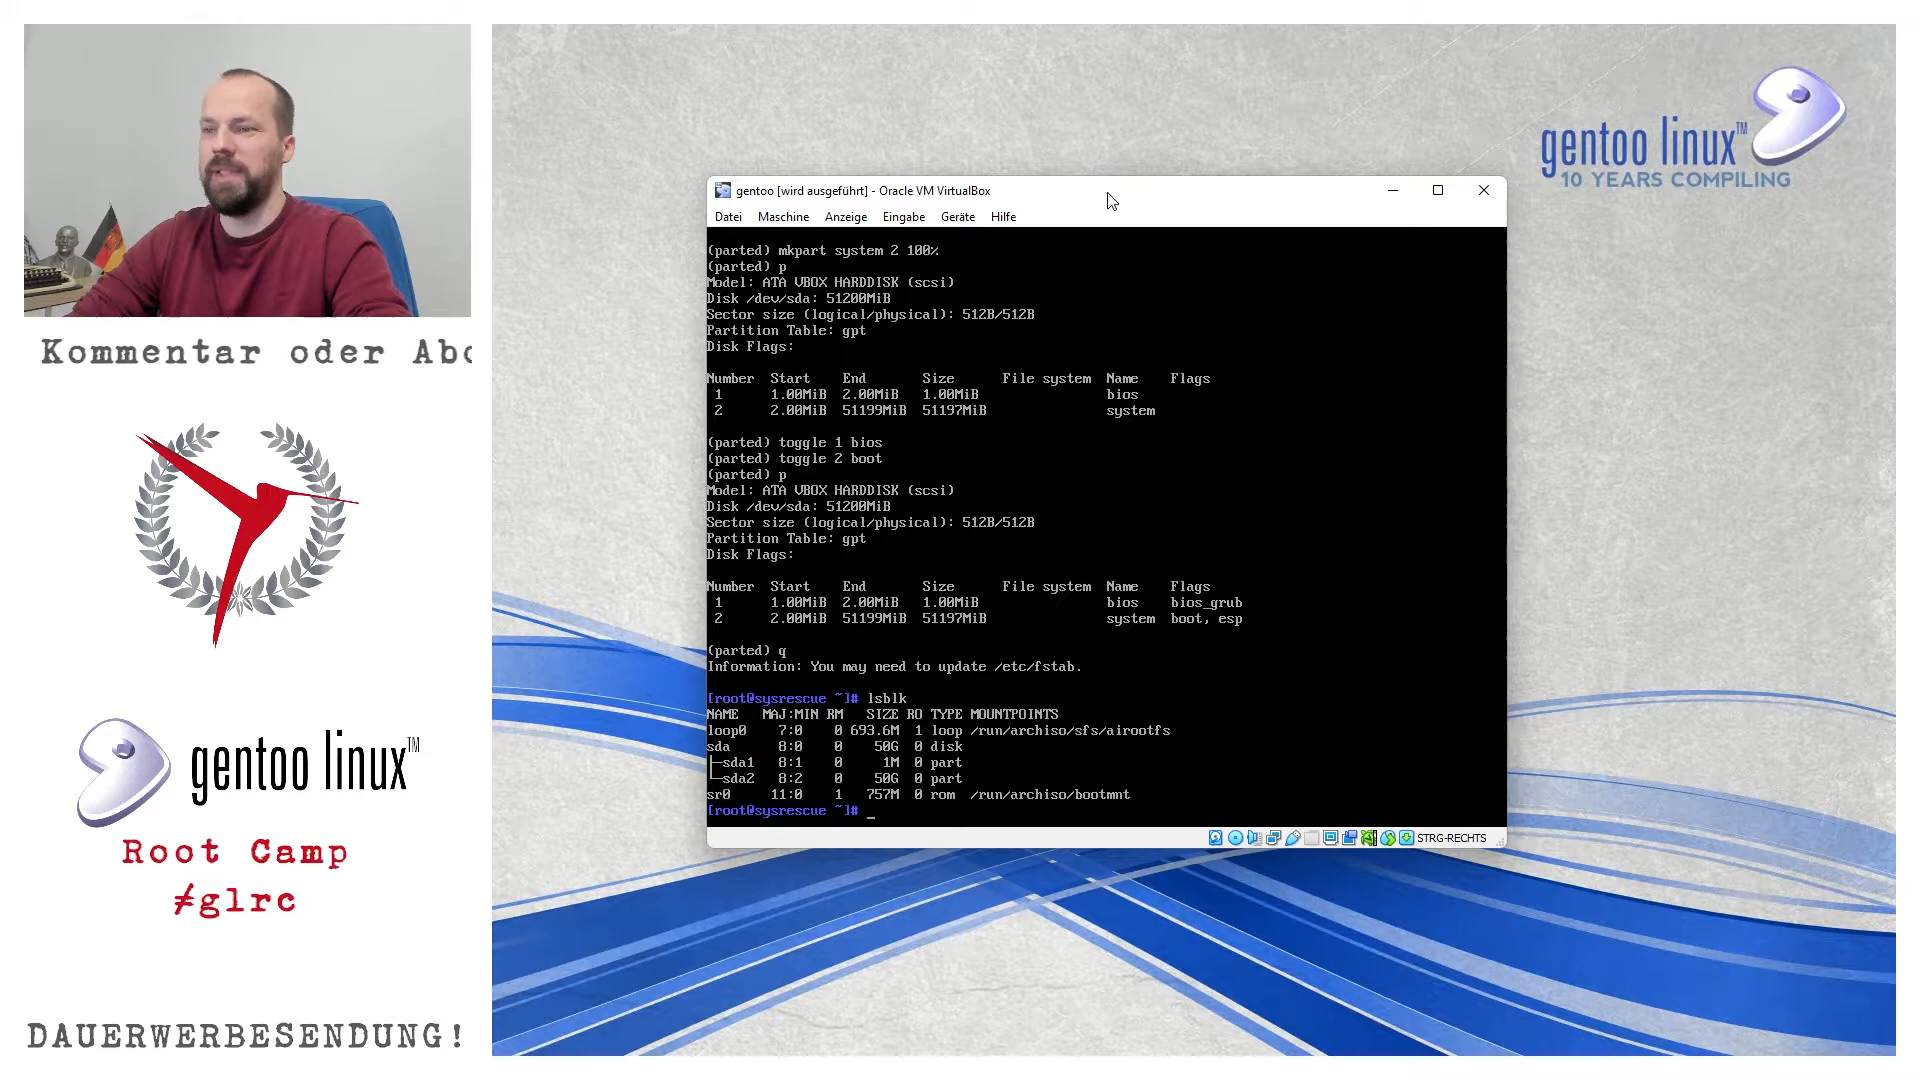 Kommentar oder Abo
gentoo linux™
Root Camp
#glrc
DAUERWERBESENDUNG!
gentoo linux™
10 YEARS COMPILING
gentoo [wird ausgeführt] - Oracle VM VirtualBox
Datei Maschine Anzeige Eingabe Geräte Hilfe
(parted) mkpart system 2 100%
(parted) p
Model: ATA VBOX HARDDISK (scsi)
Disk /dev/sda: 51200MiB
Sector size (logical/physical): 512B/512B
Partition Table: gpt
Disk Flags:
Number Start End Size File system Name Flags
1 1.00MiB 2.00MiB 1.00MiB bios
2 2.00MiB 51199MiB 51197MiB system
(parted) toggle 1 bios
(parted) toggle 2 boot
(parted) p
Model: ATA VBOX HARDDISK (scsi)
Disk /dev/sda: 51200MiB
Sector size (logical/physical): 512B/512B
Partition Table: gpt
Disk Flags:
Number Start End Size File system Name Flags
1 1.00MiB 2.00MiB 1.00MiB bios bios_grub
2 2.00MiB 51199MiB 51197MiB system boot, esp
(parted) q
Information: You may need to update /etc/fstab.
[root@sysrescue ~]# lsblk
NAME MAJ:MIN RM SIZE RO TYPE MOUNTPOINTS
loop0 7:0 0 693.6M 1 loop /run/archiso/sfs/airootfs
sda 8:0 0 50G 0 disk
├─sda1 8:1 0 1M 0 part
└─sda2 8:2 0 50G 0 part
sr0 11:0 1 757M 0 rom /run/archiso/bootmnt
[root@sysrescue ~]# _
STRG-RECHTS